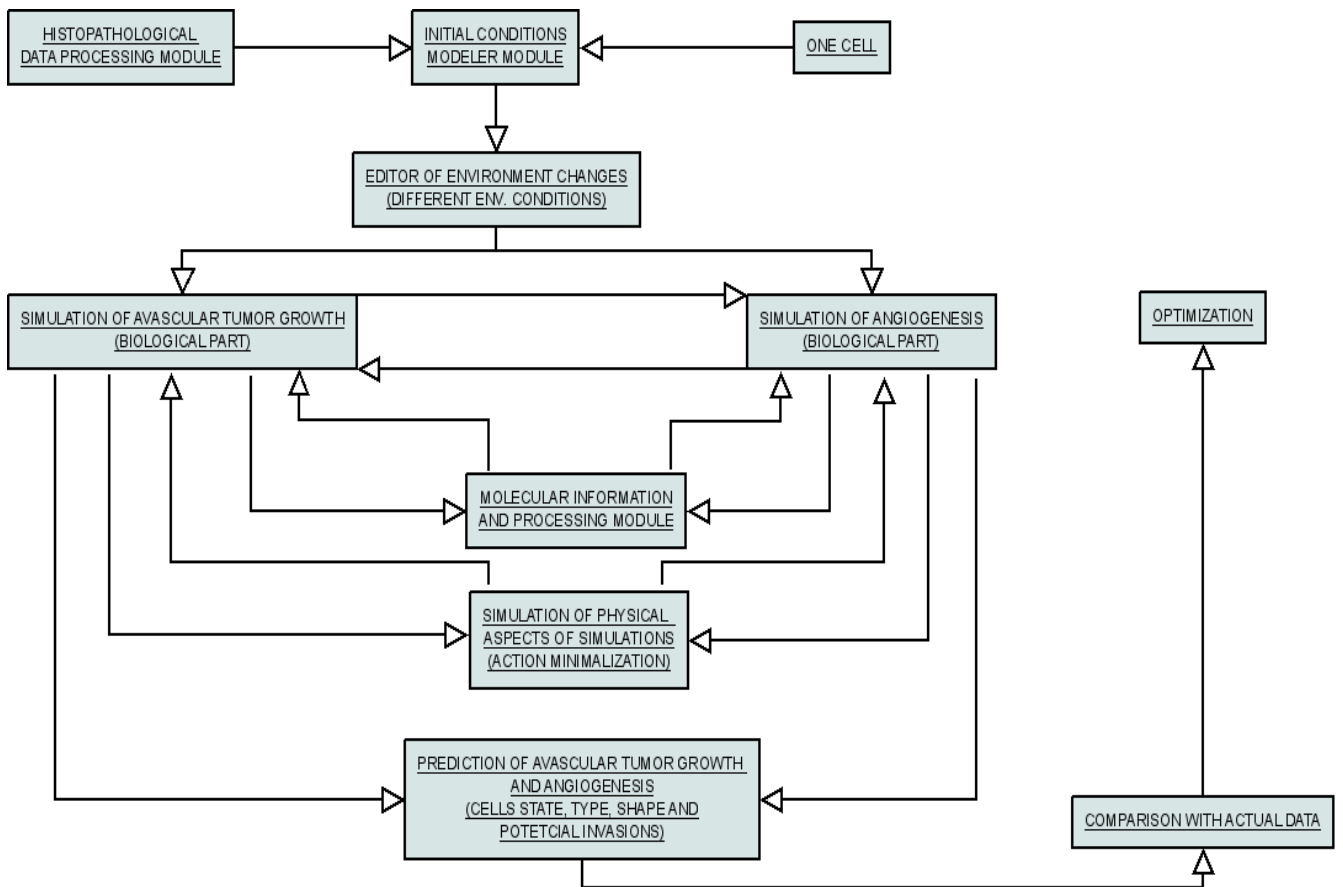 HISTOPATHOLOGICAL
DATA PROCESSING MODULE
INITIAL CONDITIONS
MODELER MODULE
ONE CELL
EDITOR OF ENVIRONMENT CHANGES
(DIFFERENT ENV. CONDITIONS)
SIMULATION OF AVASCULAR TUMOR GROWTH
(BIOLOGICAL PART)
SIMULATION OF ANGIOGENESIS
(BIOLOGICAL PART)
OPTIMIZATION
MOLECULAR INFORMATION
AND PROCESSING MODULE
SIMULATION OF PHYSICAL
ASPECTS OF SIMULATIONS
(ACTION MINIMALIZATION)
PREDICTION OF AVASCULAR TUMOR GROWTH
AND ANGIOGENESIS
(CELLS STATE, TYPE, SHAPE AND
POTETCIAL INVASIONS)
COMPARISON WITH ACTUAL DATA